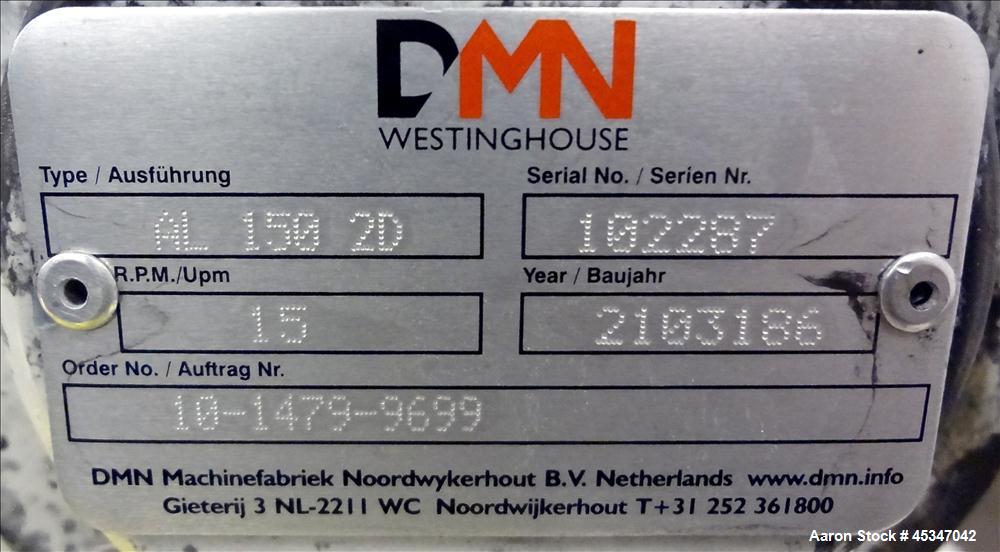 DMN
WESTINGHOUSE
Type / Ausführung
Serial No. / Serien Nr.
AL 150 2D
102287
R.P.M./Upm
Year / Baujahr
15
2103186
Order No. / Auftrag Nr.
10-1479-9699
DMN Machinefabriek Noordwykerhout B.V. Netherlands www.dmn.info
Gieterij 3 NL-2211 WC Noordwijkerhout T+31 252 361800
Aaron Stock # 45347042